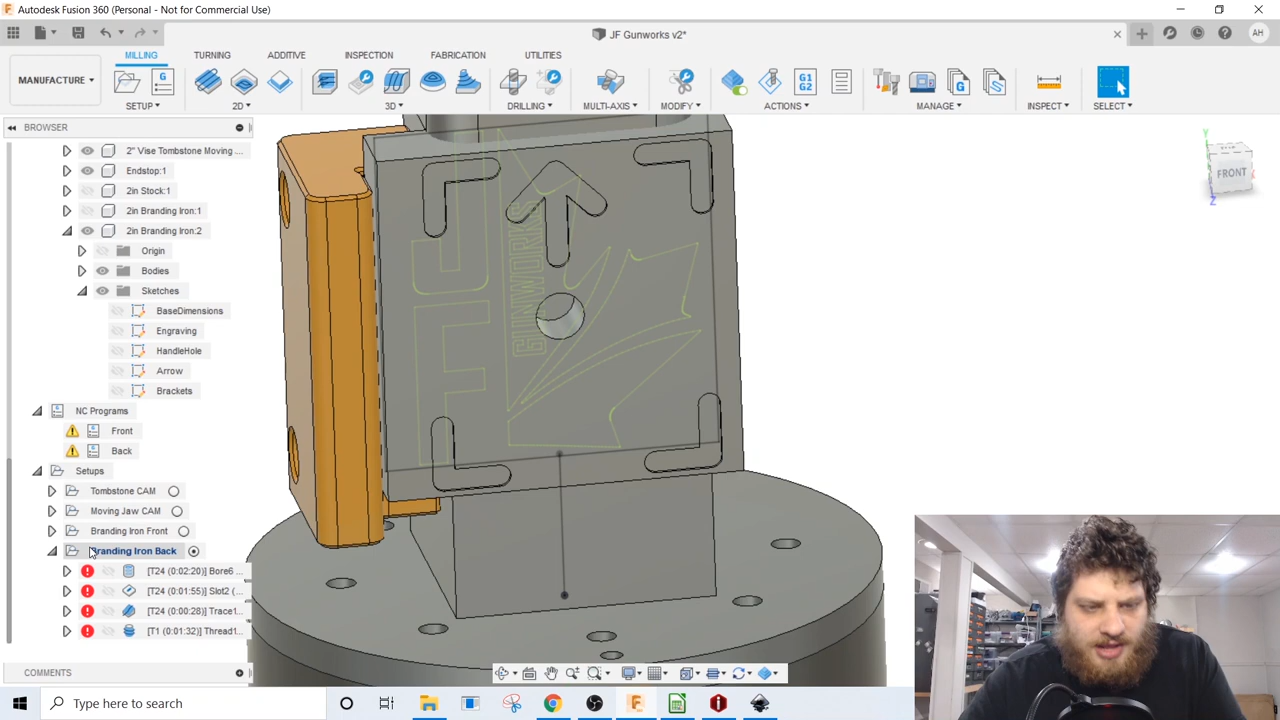 Autodesk Fusion 360 (Personal - Not for Commercial Use)
JF Gunworks v2*
AH
MILLING TURNING ADDITIVE INSPECTION FABRICATION UTILITIES
MANUFACTURE
G
G1
G2
G
G
SETUP 2D 3D DRILLING MULTI-AXIS MODIFY ACTIONS MANAGE INSPECT SELECT
BROWSER
2" Vise Tombstone Moving ...
Endstop:1
2in Stock:1
2in Branding Iron:1
2in Branding Iron:2
Origin
Bodies
Sketches
BaseDimensions
Engraving
HandleHole
Arrow
Brackets
NC Programs
Front
Back
Setups
Tombstone CAM
Moving Jaw CAM
Branding Iron Front
Branding Iron Back
[T24 (0:02:20)] Bore6 ...
[T24 (0:01:55)] Slot2 (...
[T24 (0:00:28)] Trace1...
[T1 (0:01:32)] Thread1...
COMMENTS
JF
GUNWORKS
Y
FRONT
Z
Type here to search